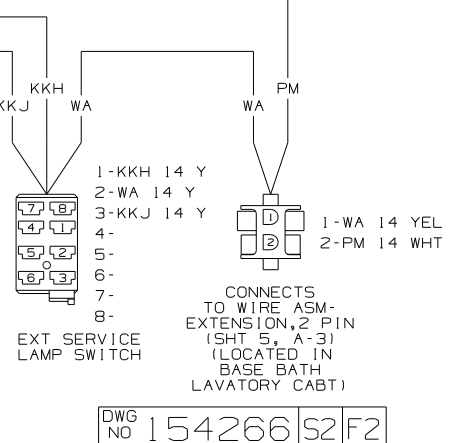 KKH
PM
KKJ
WA
WA
1-KKH 14 Y
2-WA 14 Y
3-KKJ 14 Y
4-
5-
6-
7-
8-
7 8
4 1
5 2
6 3
EXT SERVICE
LAMP SWITCH
1
2
1-WA 14 YEL
2-PM 14 WHT
CONNECTS
TO WIRE ASM-
EXTENSION,2 PIN
(SHT 5, A-3)
(LOCATED IN
BASE BATH
LAVATORY CABT)
DWG
NO 154266 S2 F2